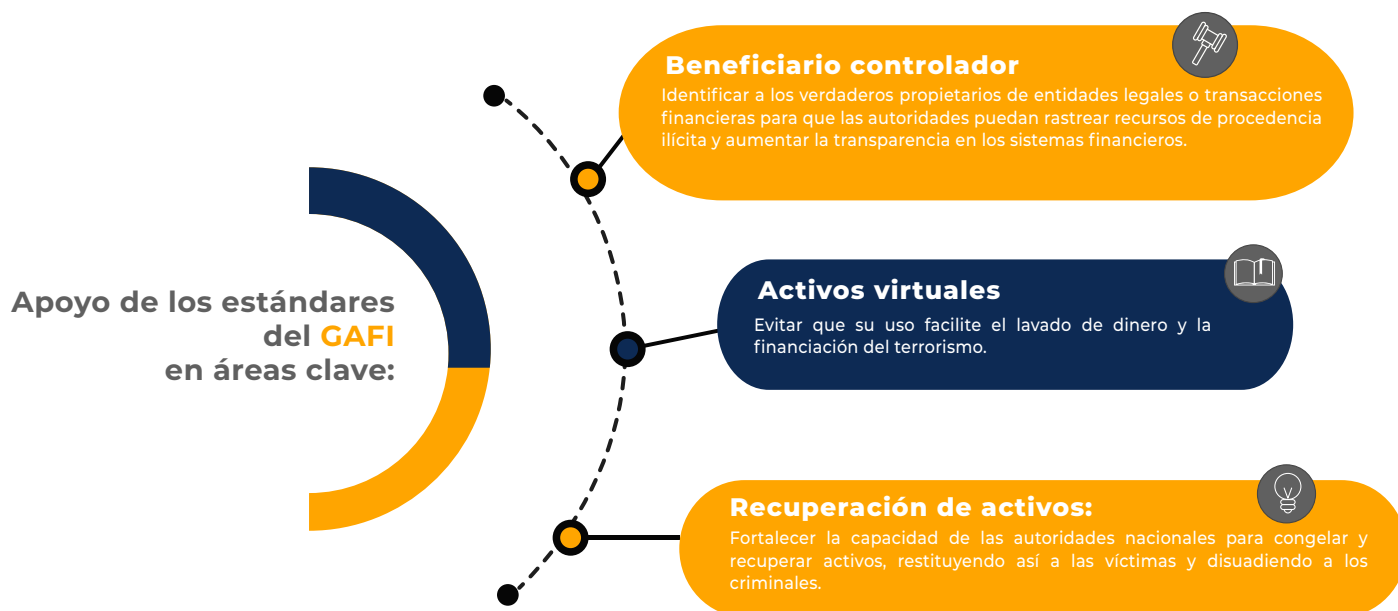 Apoyo de los estándares
del GAFI
en áreas clave:
Beneficiario controlador
Identificar a los verdaderos propietarios de entidades legales o transacciones
financieras para que las autoridades puedan rastrear recursos de procedencia
ilícita y aumentar la transparencia en los sistemas financieros.
Activos virtuales
Evitar que su uso facilite el lavado de dinero y la
financiación del terrorismo.
Recuperación de activos:
Fortalecer la capacidad de las autoridades nacionales para congelar y
recuperar activos, restituyendo así a las víctimas y disuadiendo a los
criminales.